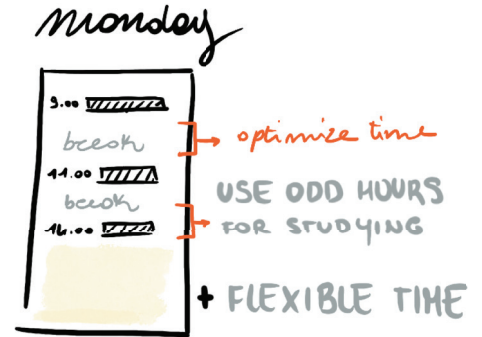 monday
9.00
break
optimize time
11.00
break
USE ODD HOURS
FOR STUDYING
14.00
+ FLEXIBLE TIME